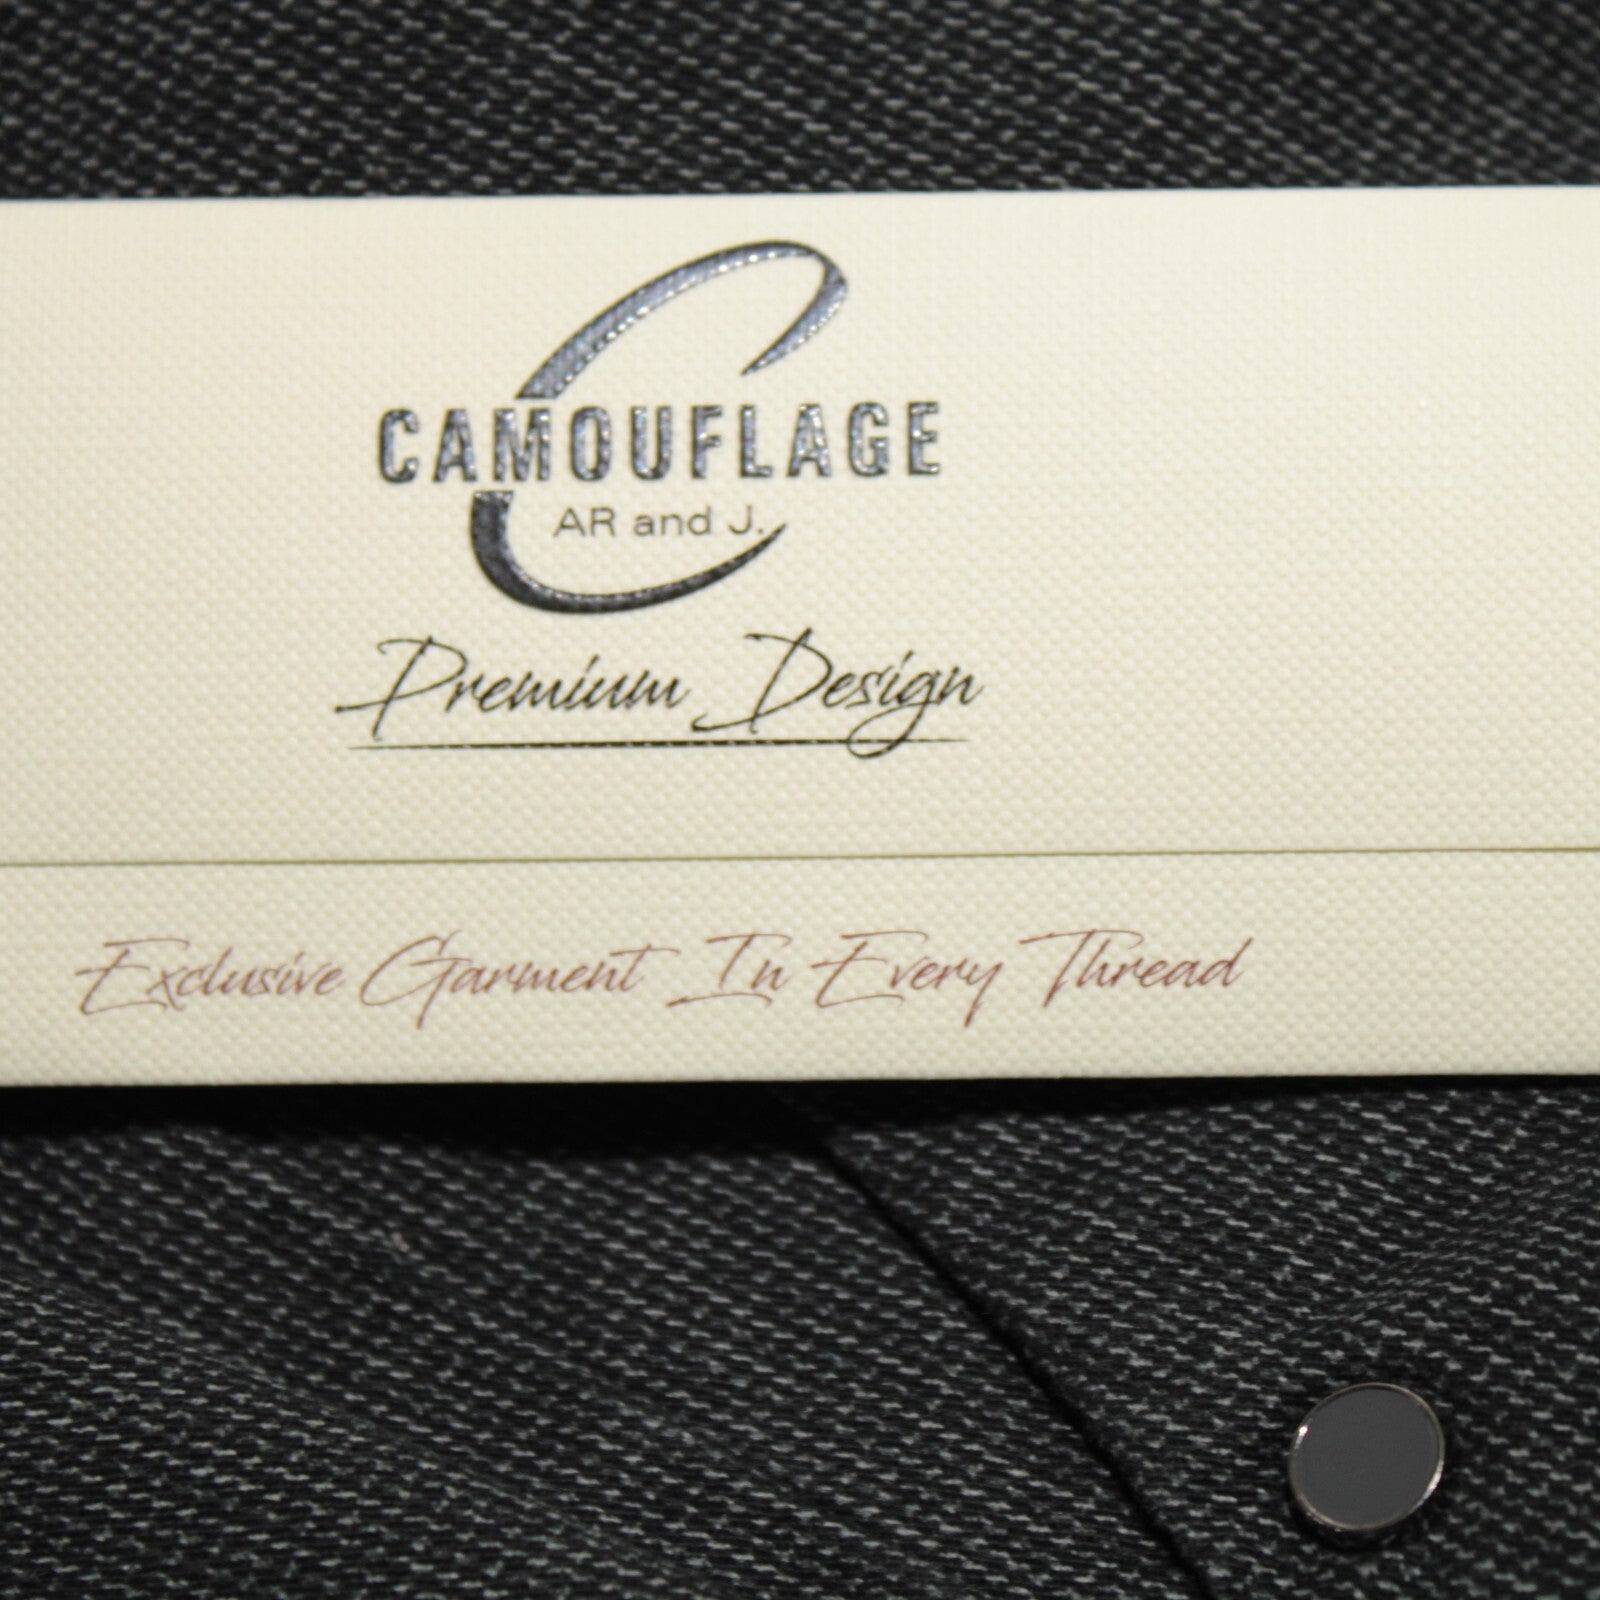 CAMOUFLAGE
AR and J.
Premium Design
Exclusive Garment In Every Thread